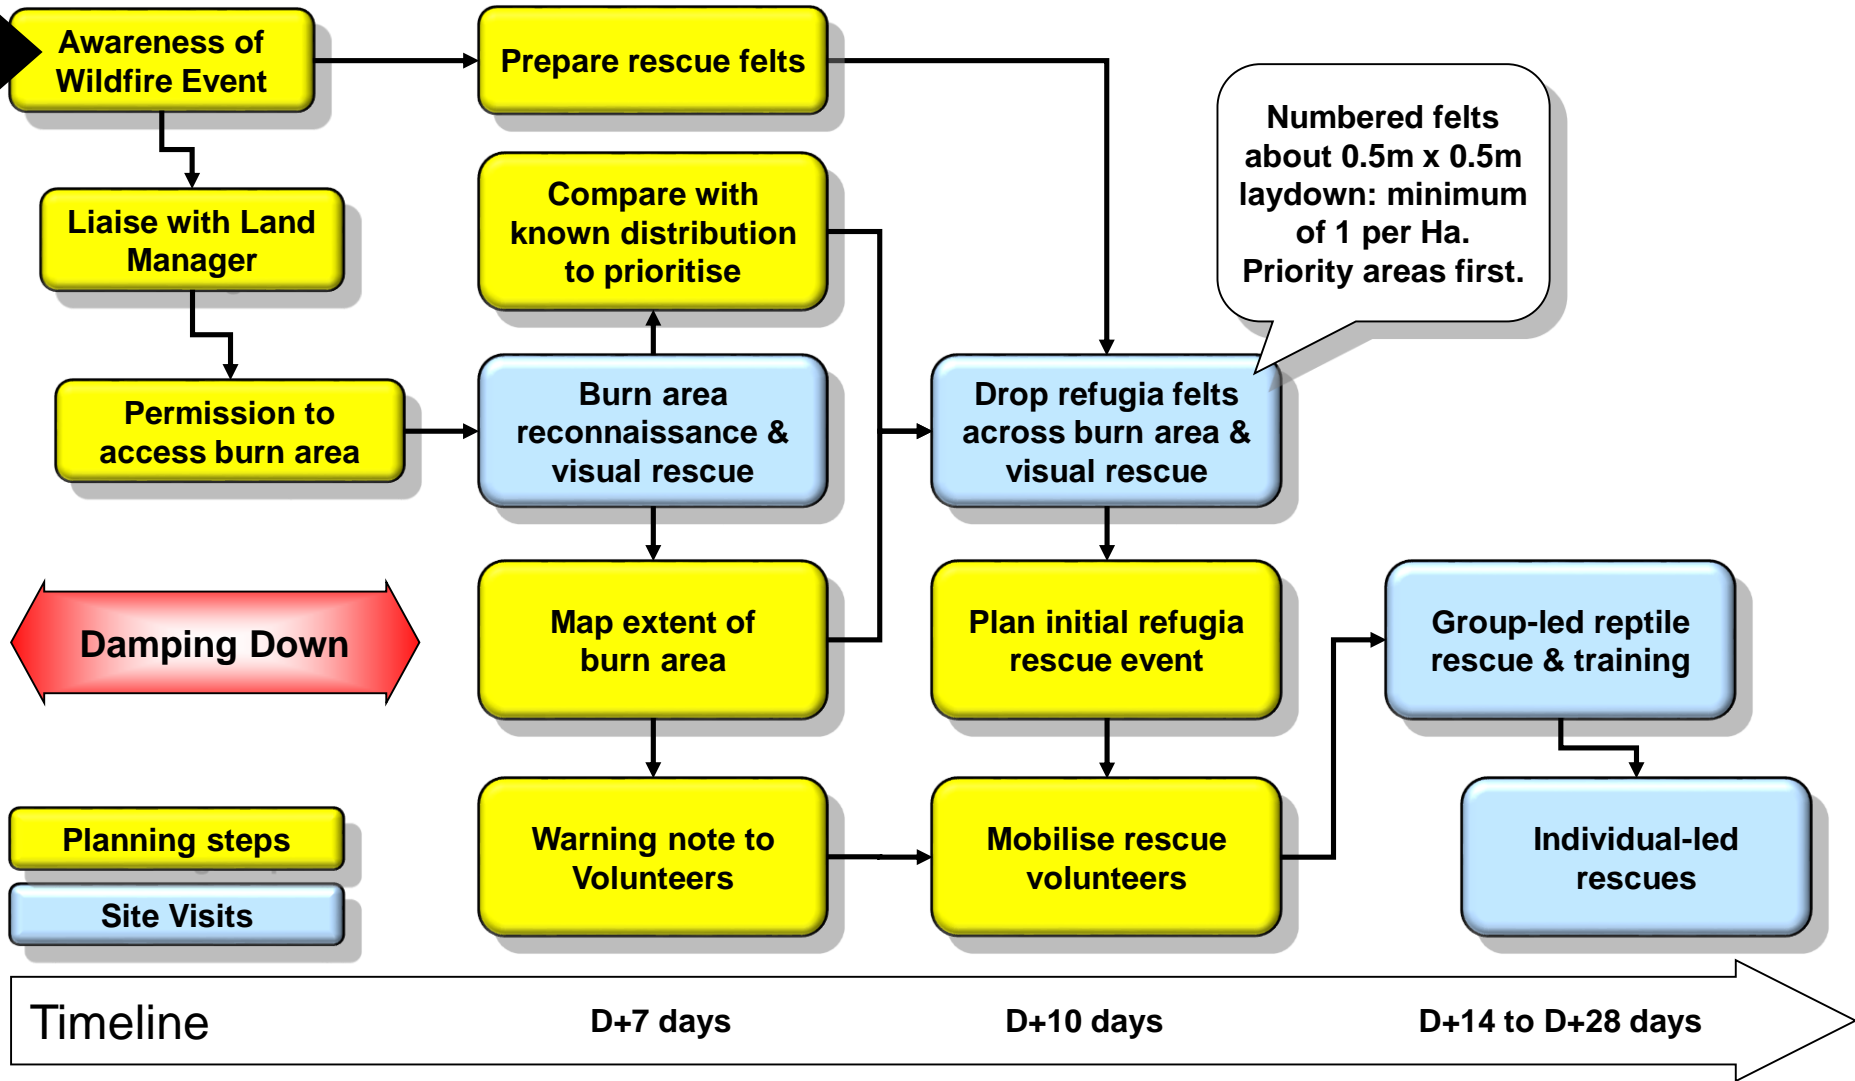 Awareness of
Wildfire Event
Prepare rescue felts
Numbered felts
about 0.5m x 0.5m
laydown: minimum
of 1 per Ha.
Priority areas first.
Liaise with Land
Manager
Compare with
known distribution
to prioritise
Permission to
access burn area
Burn area
reconnaissance &
visual rescue
Drop refugia felts
across burn area &
visual rescue
Damping Down
Map extent of
burn area
Plan initial refugia
rescue event
Group-led reptile
rescue & training
Planning steps
Site Visits
Warning note to
Volunteers
Mobilise rescue
volunteers
Individual-led
rescues
Timeline
D+7 days
D+10 days
D+14 to D+28 days